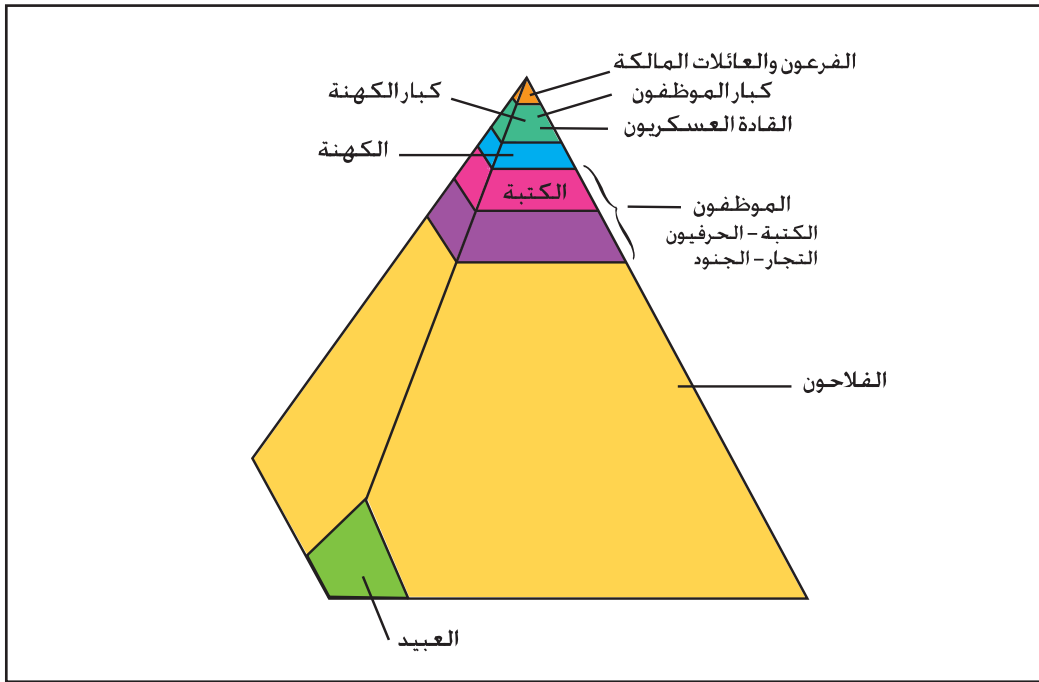 الفرعون والعائلات المالكة
كبار الموظفون
كبار الكهنة
القادة العسكريون
الكهنة
الكتبة
الموظفون
الكتبة - الحرفيون
التجار - الجنود
الفلاحون
العبيد